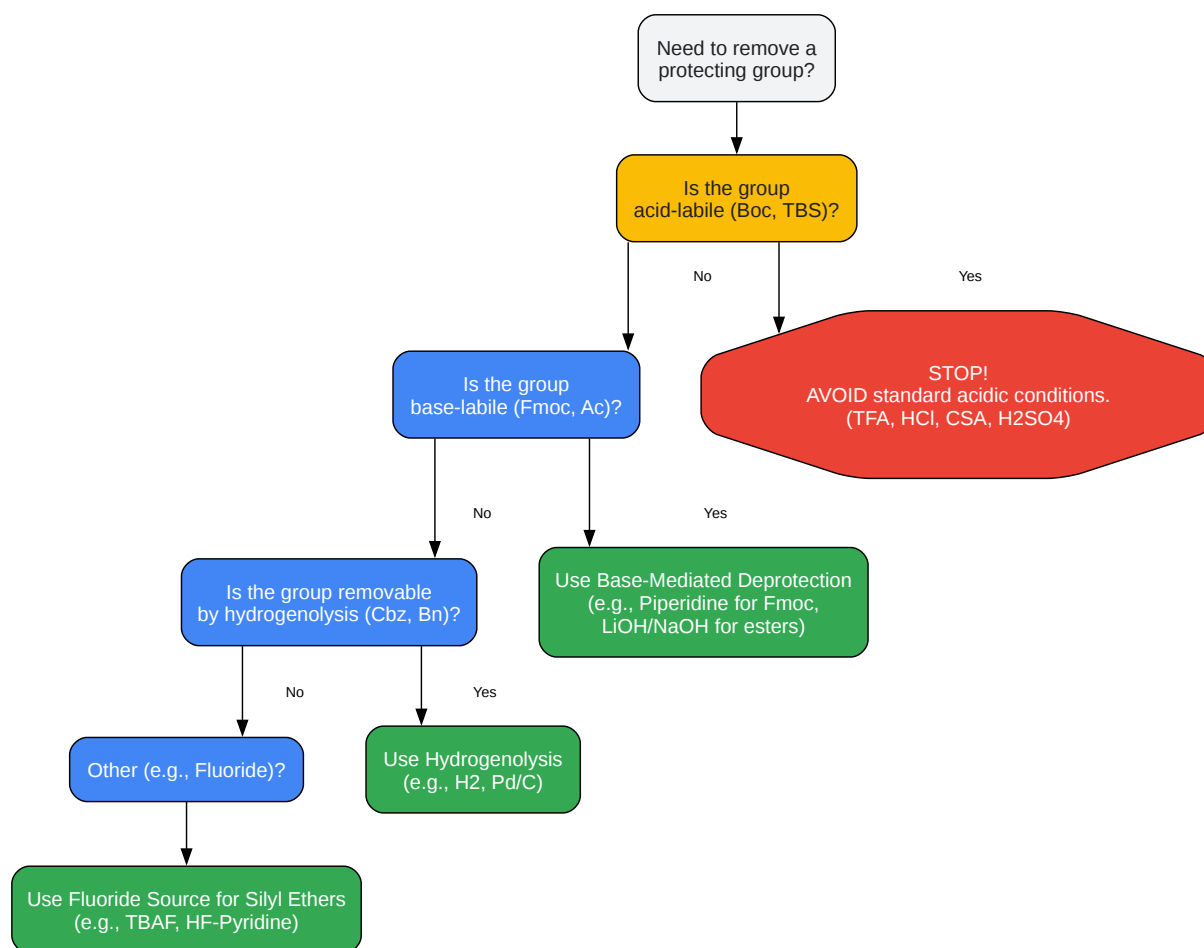 Need to remove a
protecting group?
Is the group
acid-labile (Boc, TBS)?
No
Yes
STOP!
AVOID standard acidic conditions.
(TFA, HCl, CSA, H2SO4)
Is the group
base-labile (Fmoc, Ac)?
No
Yes
Use Base-Mediated Deprotection
(e.g., Piperidine for Fmoc,
LiOH/NaOH for esters)
Is the group removable
by hydrogenolysis (Cbz, Bn)?
No
Yes
Use Hydrogenolysis
(e.g., H2, Pd/C)
Other (e.g., Fluoride)?
Use Fluoride Source for Silyl Ethers
(e.g., TBAF, HF-Pyridine)